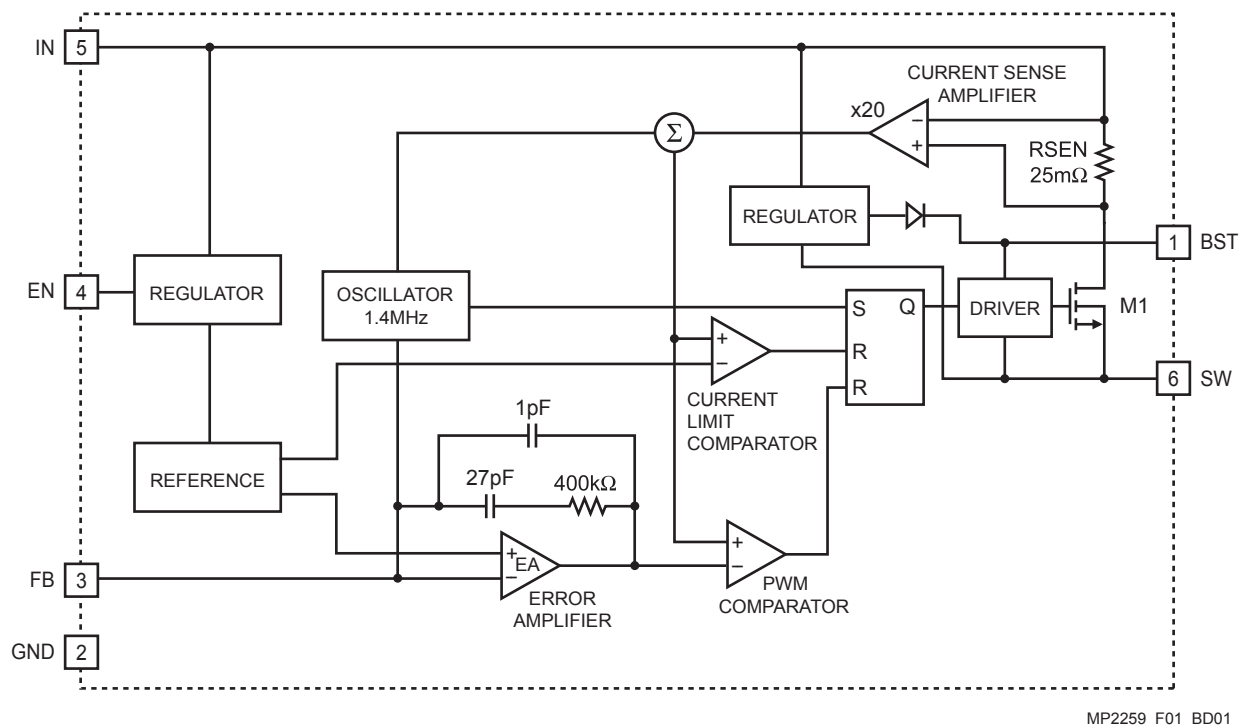 IN 5
CURRENT SENSE
AMPLIFIER
x20
Σ
−
+
RSEN
25mΩ
REGULATOR
1 BST
EN 4
REGULATOR
OSCILLATOR
1.4MHz
S Q
R
R
DRIVER
M1
+
−
CURRENT
LIMIT
COMPARATOR
6 SW
1pF
27pF
400kΩ
REFERENCE
+
−
EA
ERROR
AMPLIFIER
+
−
PWM
COMPARATOR
FB 3
GND 2
MP2259_F01_BD01